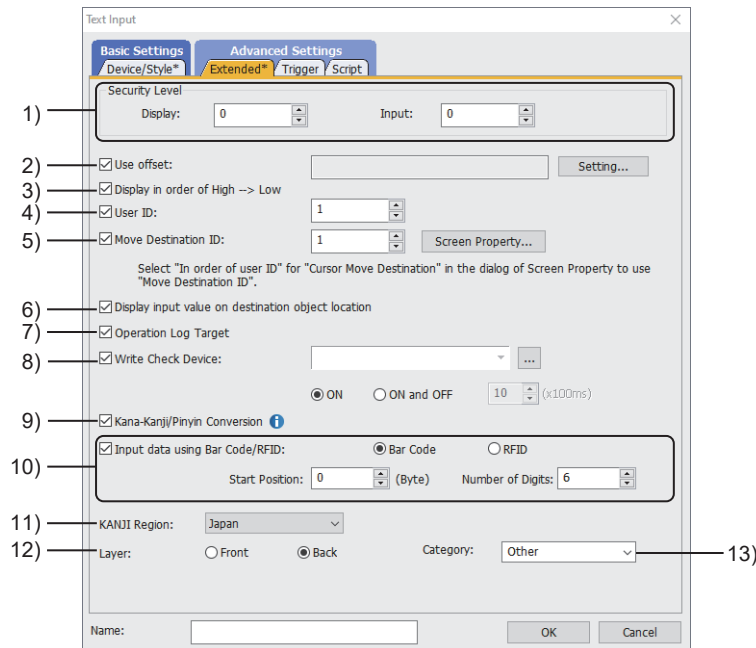 Text Input
Basic Settings
Advanced Settings
Device/Style*
Extended*
Trigger
Script
1)
Security Level
Display: 0
Input: 0
2)
Use offset:
Setting...
3)
Display in order of High --> Low
4)
User ID: 1
5)
Move Destination ID: 1
Screen Property...
Select "In order of user ID" for "Cursor Move Destination" in the dialog of Screen Property to use
"Move Destination ID".
6)
Display input value on destination object location
7)
Operation Log Target
8)
Write Check Device:
...
ON
ON and OFF
10 (x100ms)
9)
Kana-Kanji/Pinyin Conversion i
10)
Input data using Bar Code/RFID:
Bar Code
RFID
Start Position: 0 (Byte)
Number of Digits: 6
11)
KANJI Region: Japan
12)
Layer:
Front
Back
Category: Other
13)
Name:
OK
Cancel